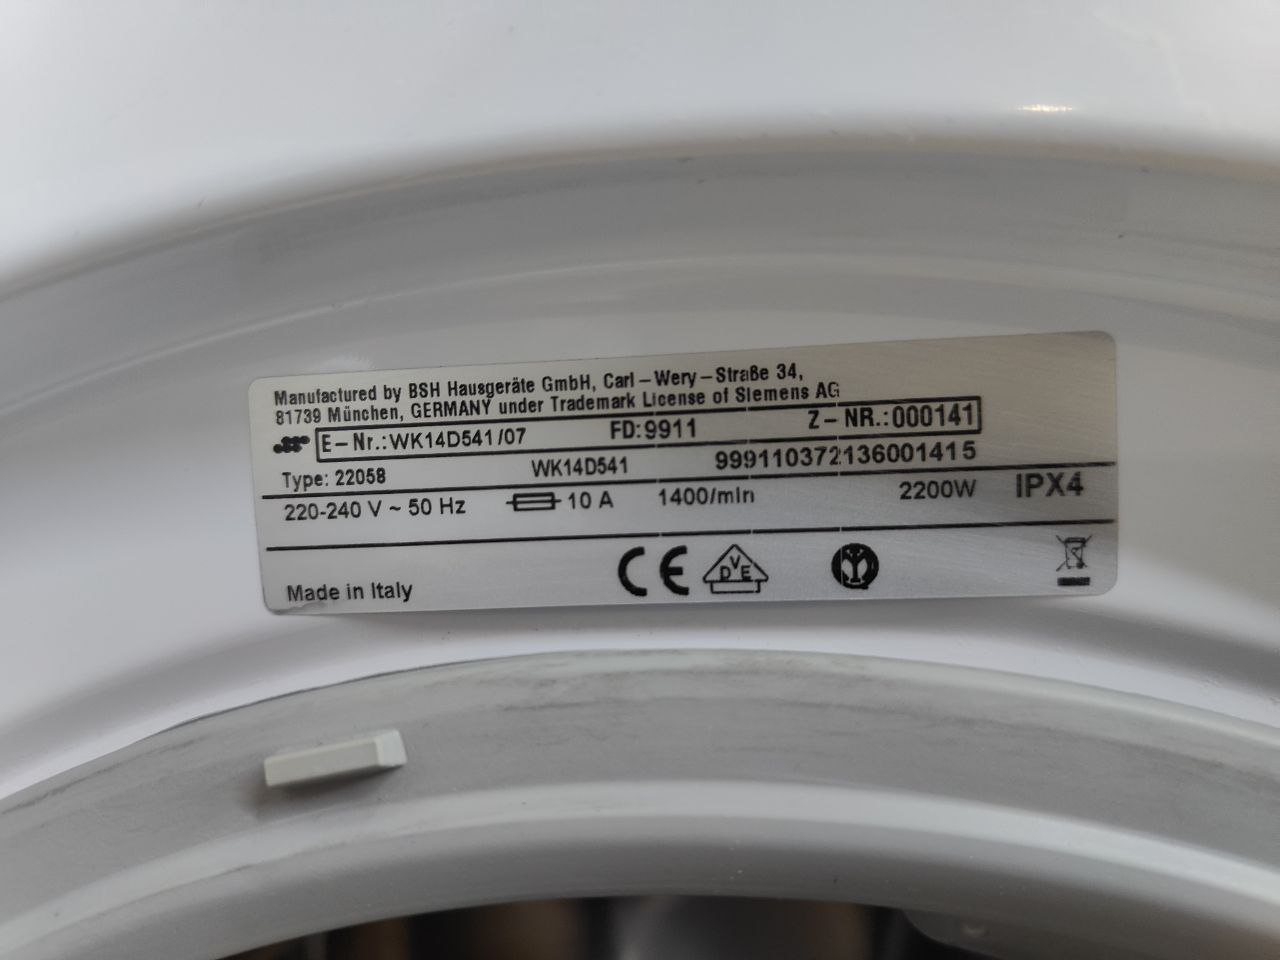 Manufactured by BSH Hausgeräte GmbH, Carl-Wery-Straße 34,
81739 München, GERMANY under Trademark License of Siemens AG
E-Nr.:WK14D541/07 FD:9911 Z-NR.:000141
Type: 22058 WK14D541 999110372136001415
220-240 V ~ 50 Hz 10 A 1400/min 2200W IPX4
Made in Italy CE DVE